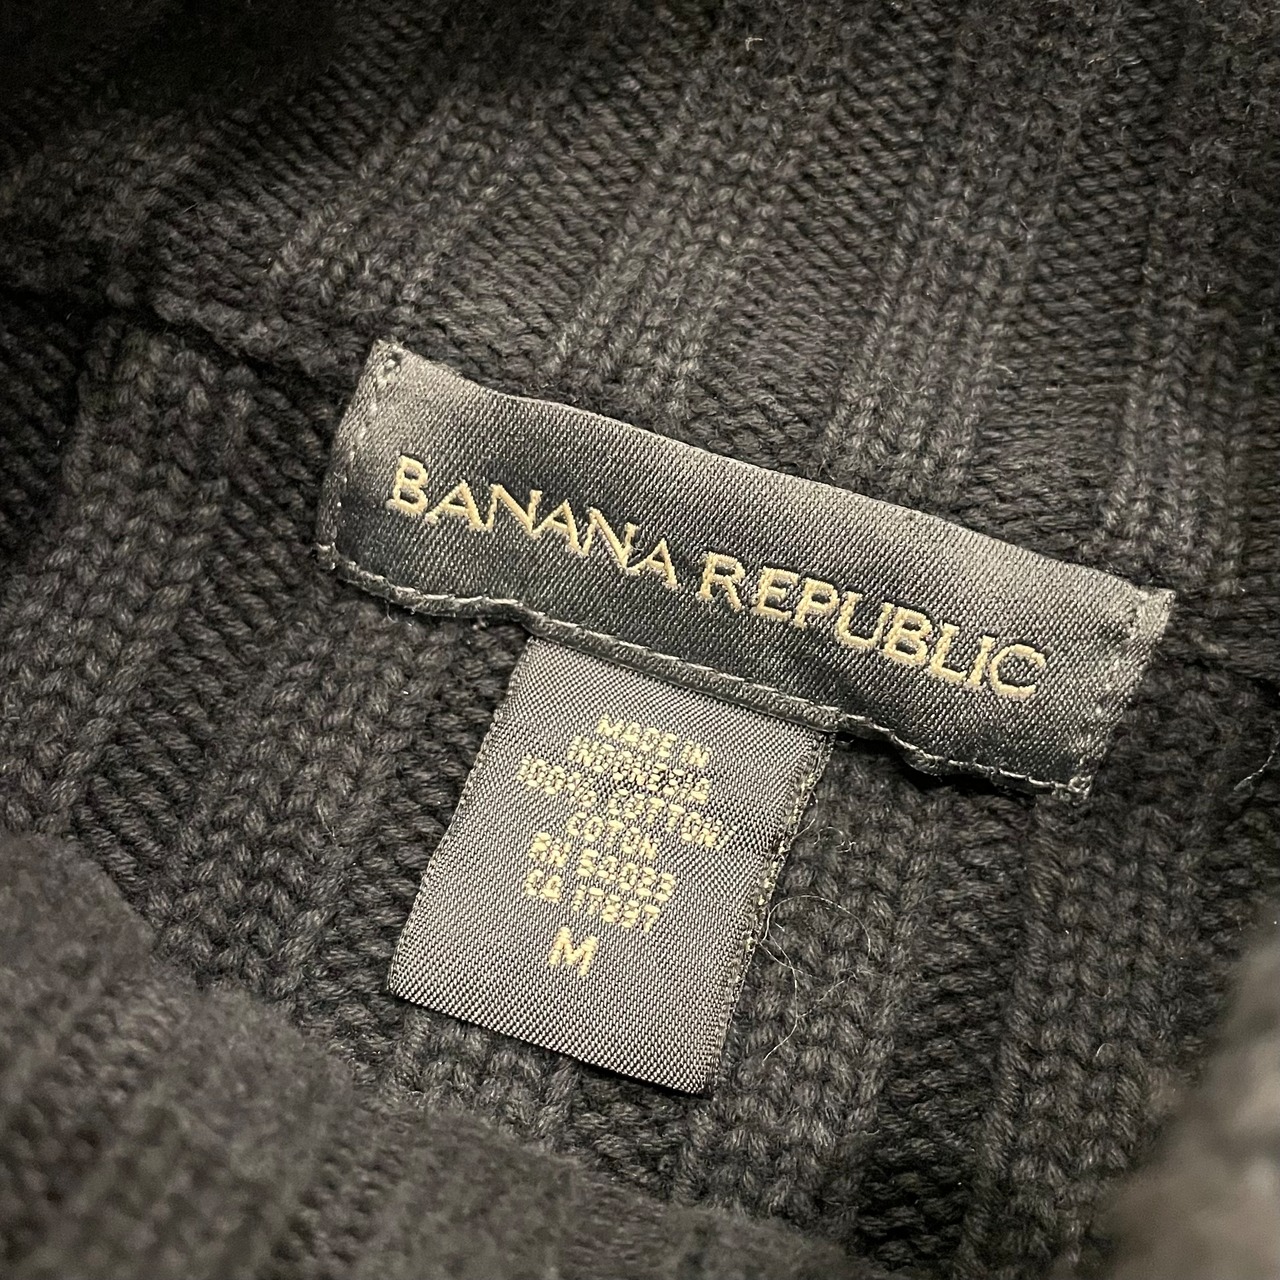 BANANA REPUBLIC
MADE IN
INDONESIA
100% COTTON/
COTON
RN 54023
CA 17897
M